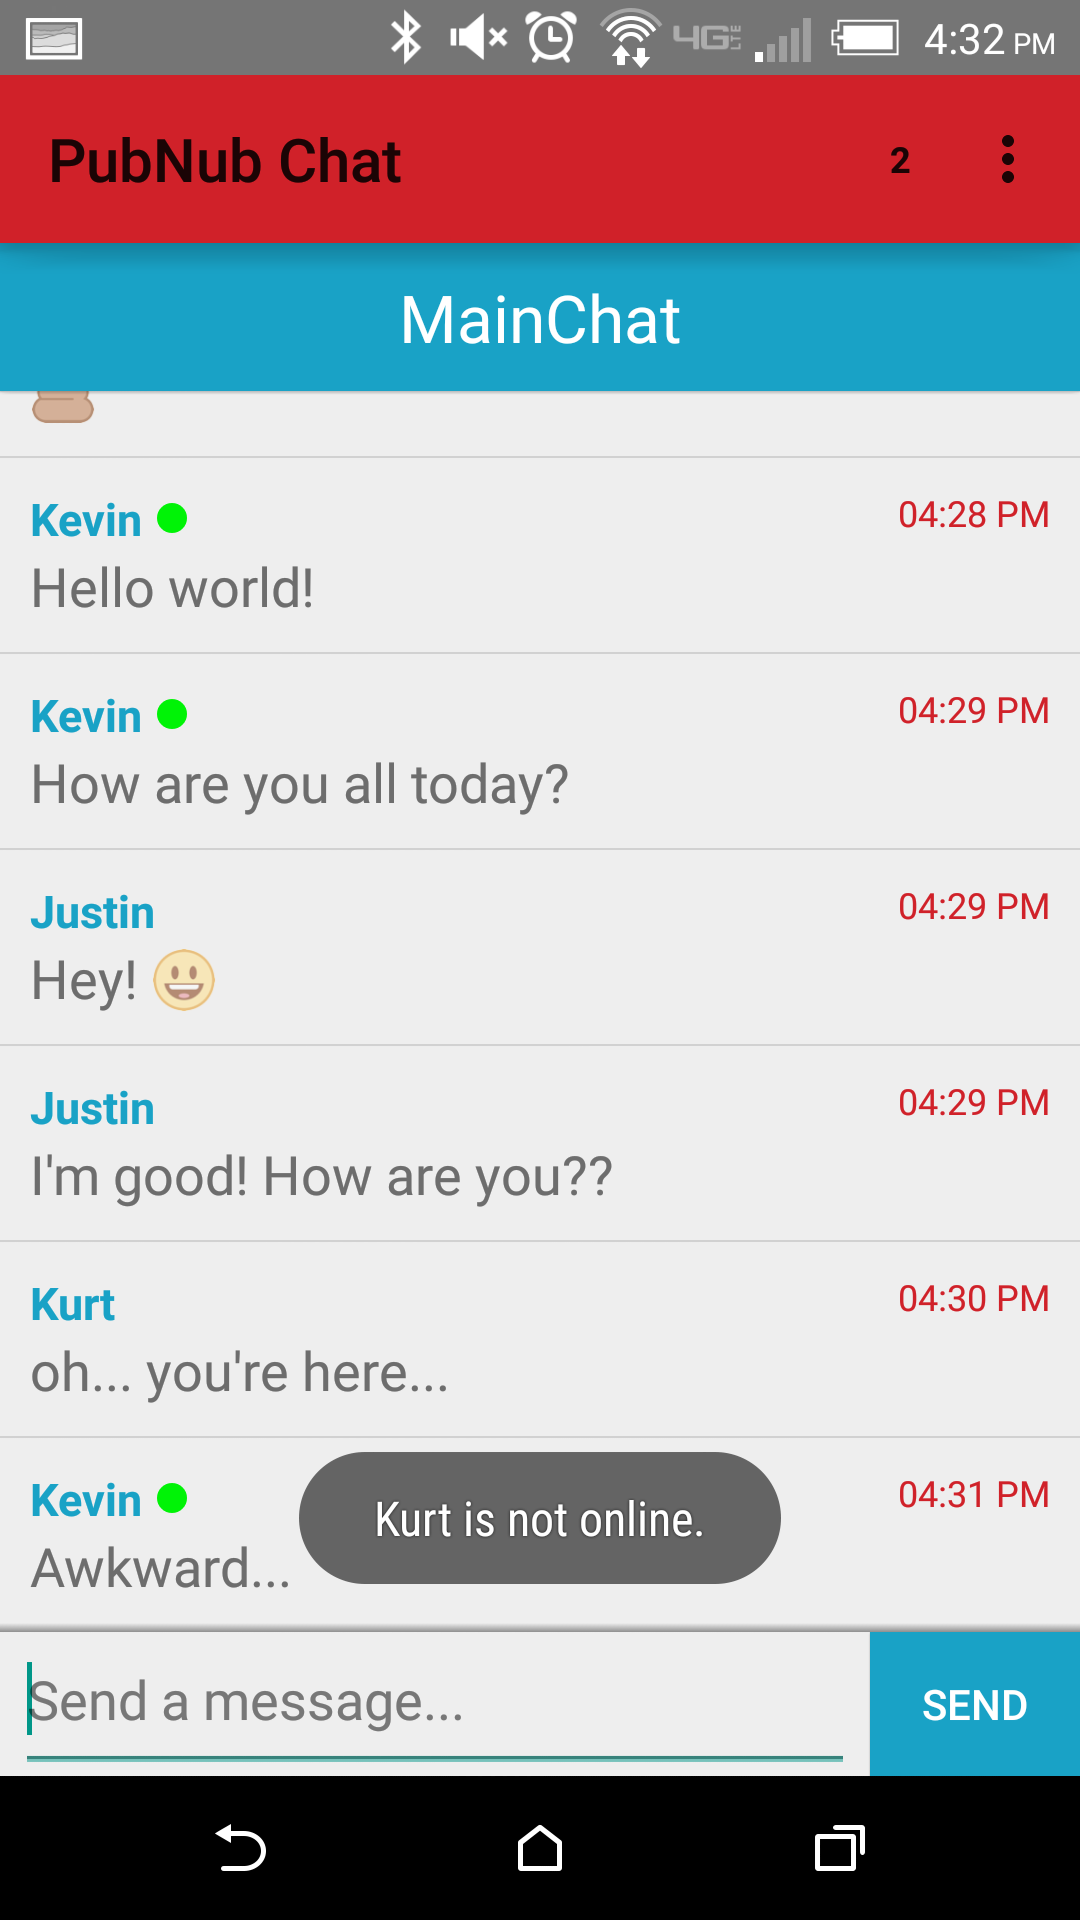 4G LTE 4:32 PM
PubNub Chat 2
MainChat
Kevin 04:28 PM
Hello world!
Kevin 04:29 PM
How are you all today?
Justin 04:29 PM
Hey! 😃
Justin 04:29 PM
I'm good! How are you??
Kurt 04:30 PM
oh... you're here...
Kevin 04:31 PM
Awkward...
Kurt is not online.
Send a message... SEND